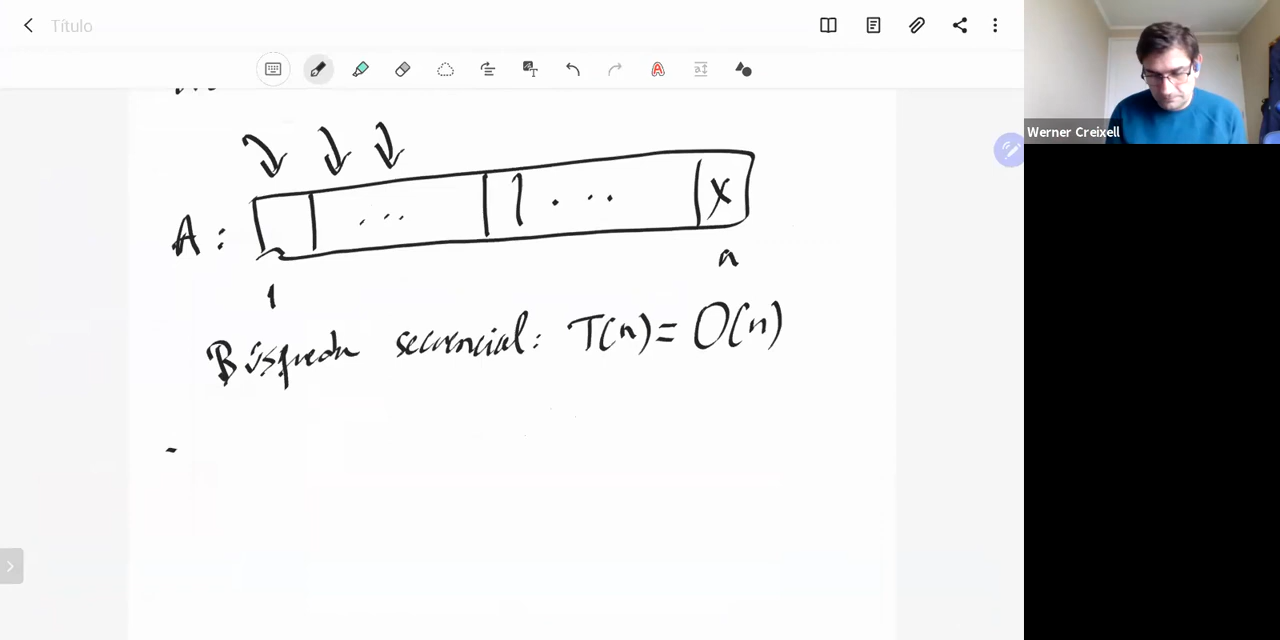 Título
Werner Creixell
A: ... ... x
1 n
Búsqueda secuencial: T(n) = O(n)